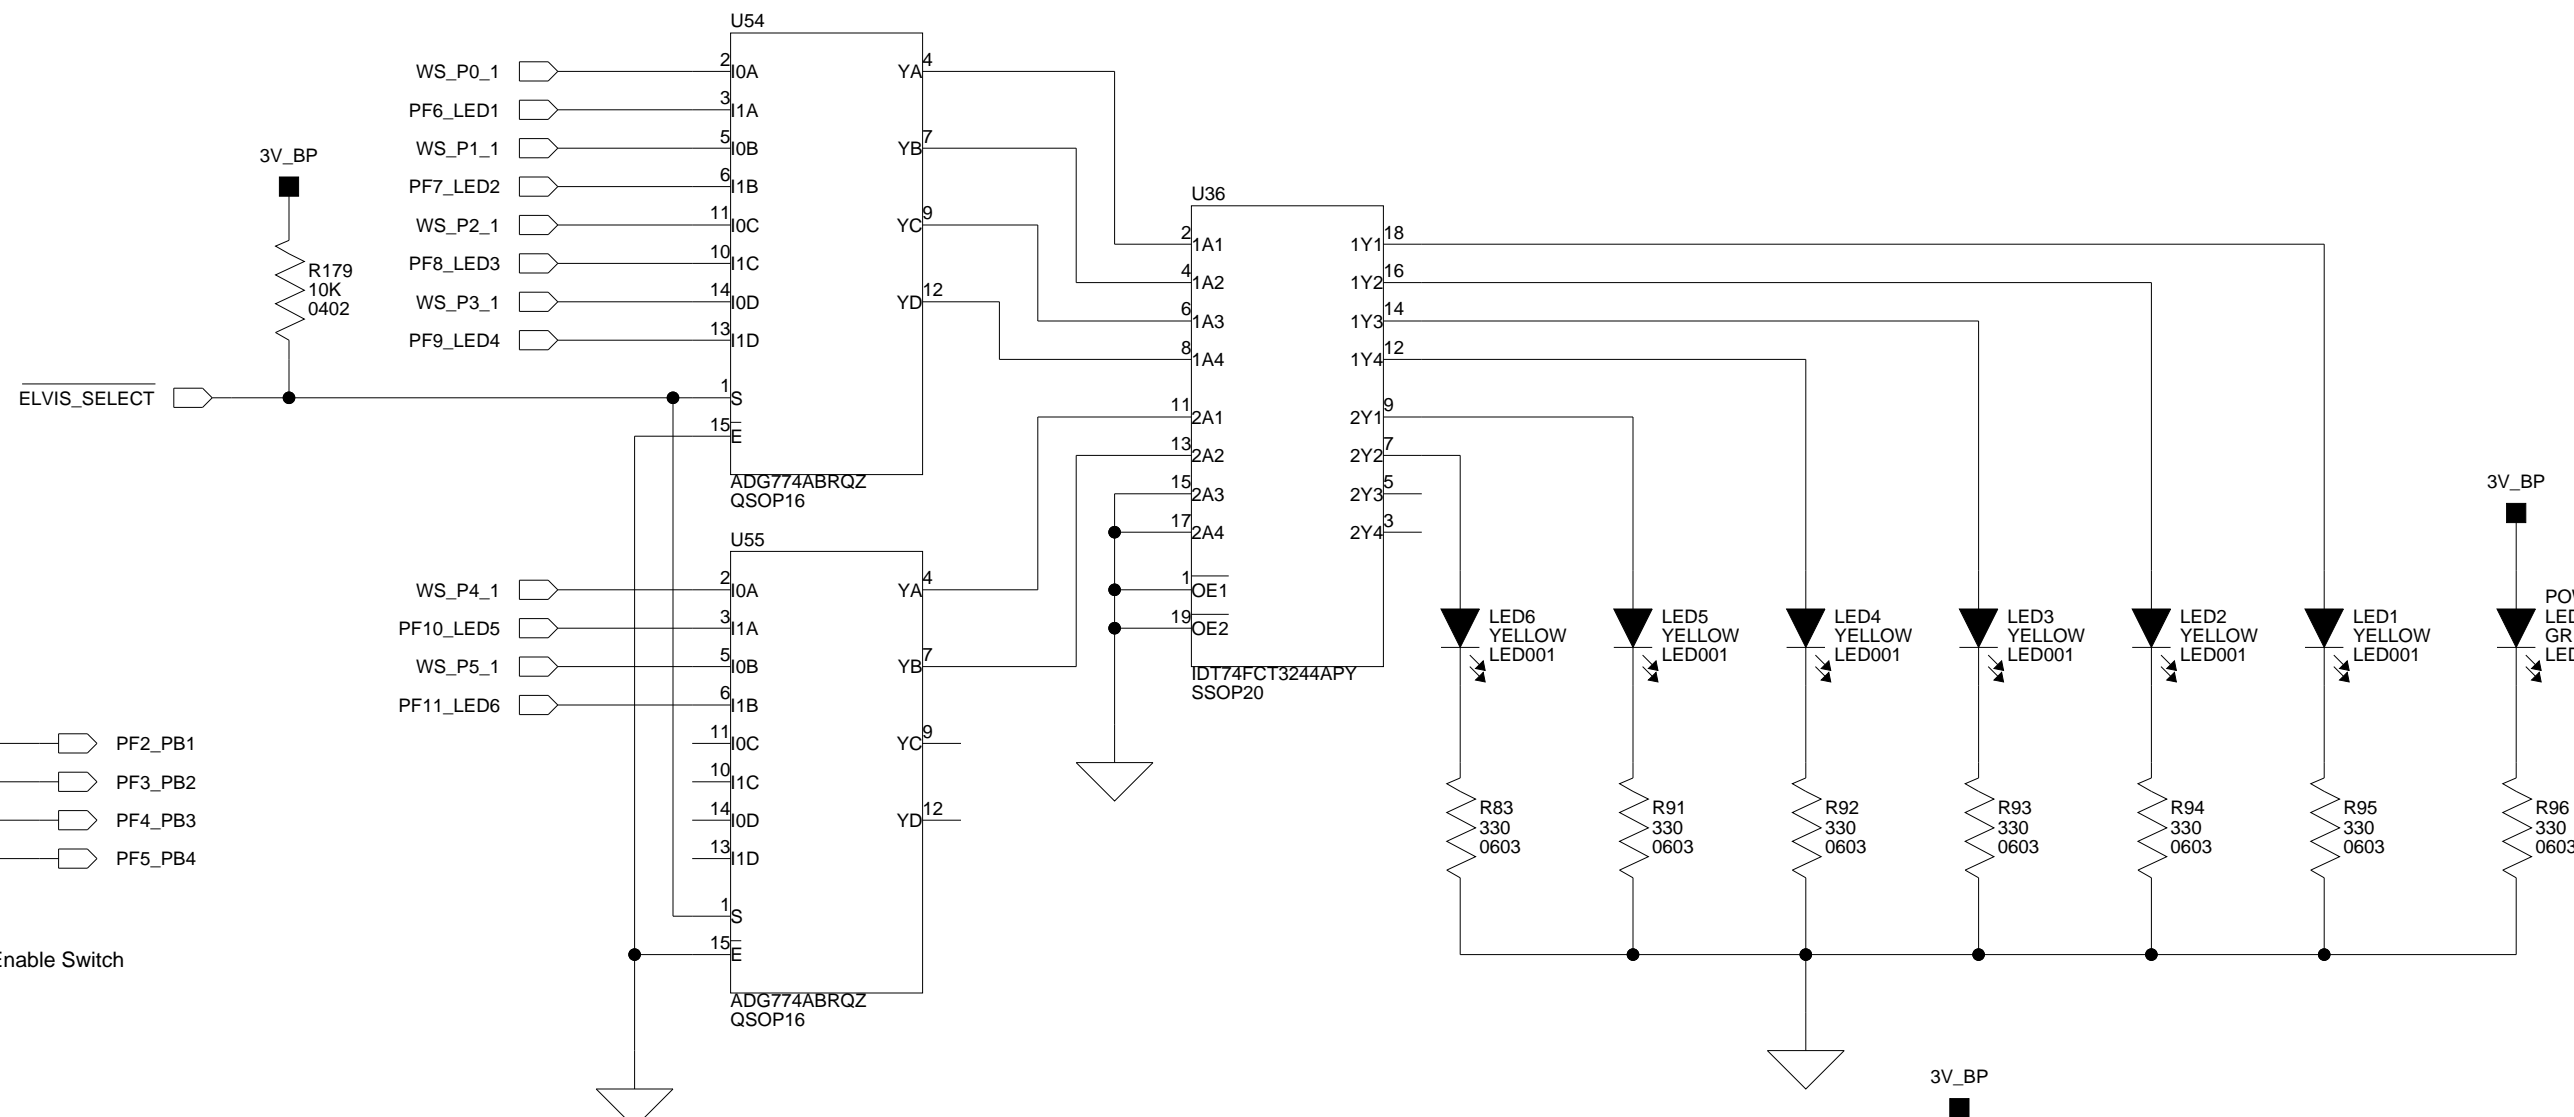 U54
2
I0A
YA
4
WS_P0_1
3
I1A
PF6_LED1
5
I0B
YB
7
WS_P1_1
6
I1B
PF7_LED2
11
I0C
YC
9
WS_P2_1
10
I1C
PF8_LED3
14
I0D
YD
12
WS_P3_1
13
I1D
PF9_LED4
1
S
15
E
ADG774ABRQZ
QSOP16
3V_BP
R179
10K
0402
ELVIS_SELECT
U55
2
I0A
YA
4
WS_P4_1
3
I1A
PF10_LED5
5
I0B
YB
7
WS_P5_1
6
I1B
PF11_LED6
11
I0C
YC
9
10
I1C
14
I0D
YD
12
13
I1D
1
S
15
E
ADG774ABRQZ
QSOP16
PF2_PB1
PF3_PB2
PF4_PB3
PF5_PB4
Enable Switch
U36
2
1A1
1Y1
18
4
1A2
1Y2
16
6
1A3
1Y3
14
8
1A4
1Y4
12
11
2A1
2Y1
9
13
2A2
2Y2
7
15
2A3
2Y3
5
17
2A4
2Y4
3
1
OE1
19
OE2
IDT74FCT3244APY
SSOP20
LED6
YELLOW
LED001
LED5
YELLOW
LED001
LED4
YELLOW
LED001
LED3
YELLOW
LED001
LED2
YELLOW
LED001
LED1
YELLOW
LED001
3V_BP
R83
330
0603
R91
330
0603
R92
330
0603
R93
330
0603
R94
330
0603
R95
330
0603
R96
330
0603
3V_BP